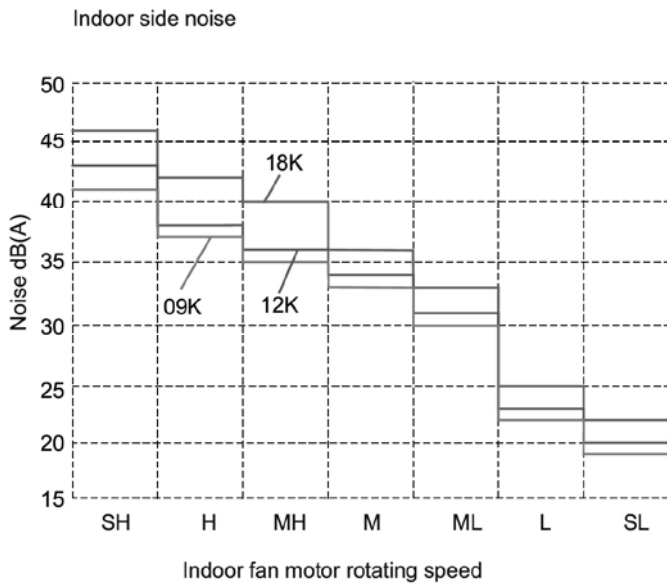 Indoor side noise
50
45
40
35
30
25
20
15
Noise dB(A)
18K
09K
12K
SH H MH M ML L SL
Indoor fan motor rotating speed